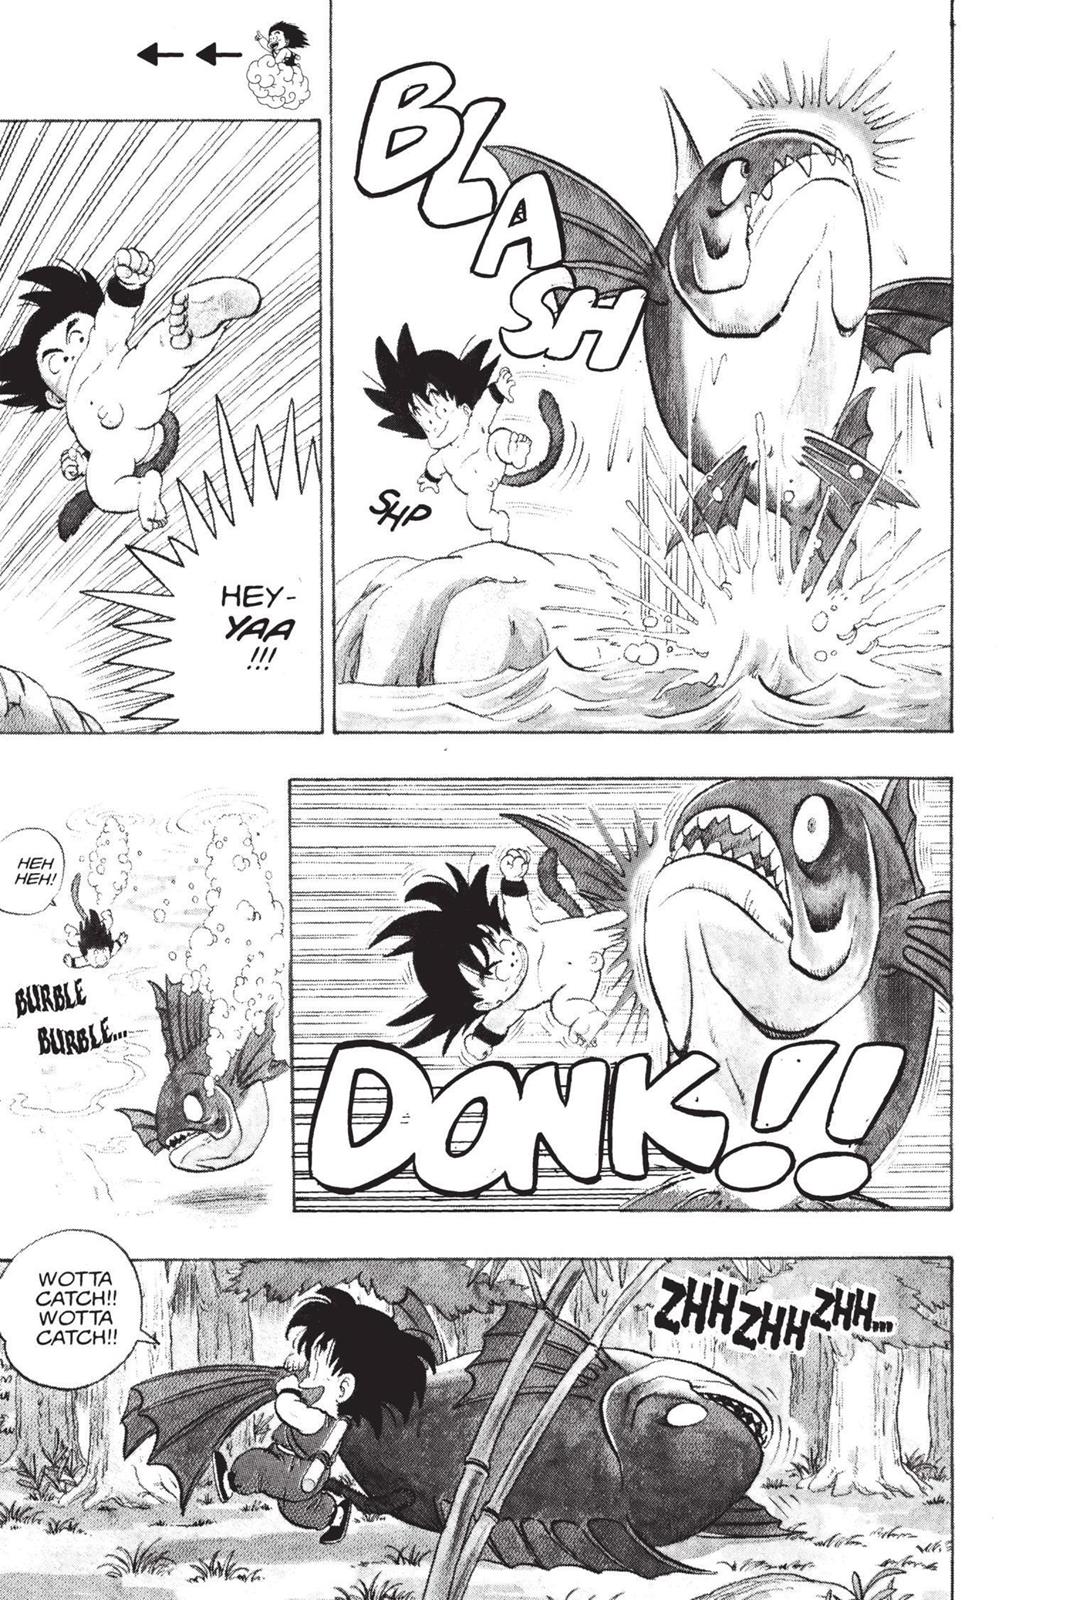 BLASH
SHP
HEY-
YAA
!!!
DONK!!
HEH
HEH!
BURBLE
BURBLE...
ZHH ZHH ZHH...
WOTTA
CATCH!!
WOTTA
CATCH!!